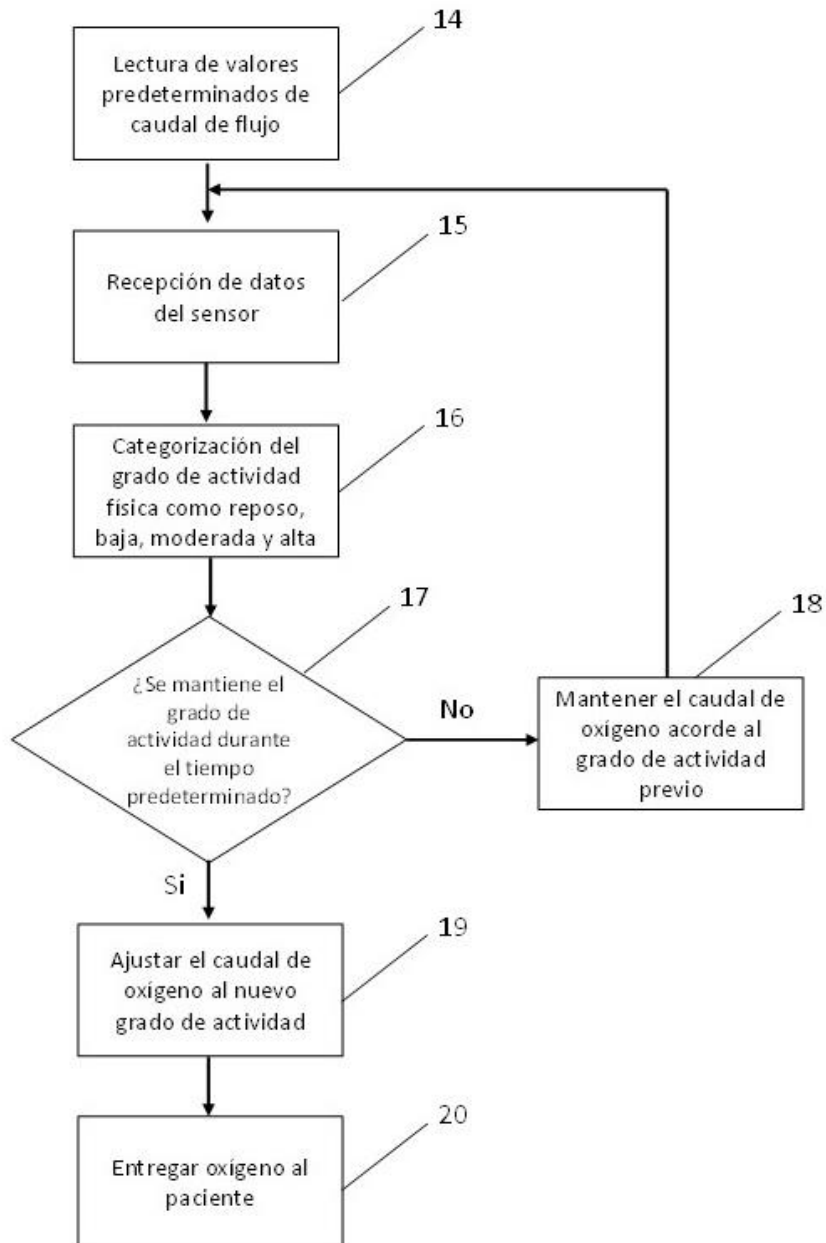 14
Lectura de valores
predeterminados de
caudal de flujo
15
Recepción de datos
del sensor
16
Categorización del
grado de actividad
física como reposo,
baja, moderada y alta
17
¿Se mantiene el
grado de
actividad durante
el tiempo
predeterminado?
No
18
Mantener el caudal de
oxígeno acorde al
grado de actividad
previo
Si
19
Ajustar el caudal de
oxígeno al nuevo
grado de actividad
20
Entregar oxígeno al
paciente